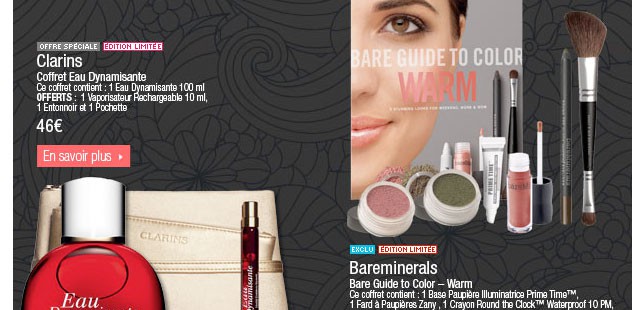 OFFRE SPÉCIALE ÉDITION LIMITÉE
Clarins
Coffret Eau Dynamisante
Ce coffret contient : 1 Eau Dynamisante 100 ml
OFFERTS : 1 Vaporisateur Rechargeable 10 ml,
1 Entonnoir et 1 Pochette
46€
En savoir plus
CLARINS
Eau
Dynamisante
BARE GUIDE TO COLOR
WARM
PRIME TIME
EXCLU ÉDITION LIMITÉE
Bareminerals
Bare Guide to Color – Warm
Ce coffret contient : 1 Base Paupière Illuminatrice Prime Time™,
1 Fard à Paupières Zany , 1 Crayon Round the Clock™ Waterproof 10 PM,